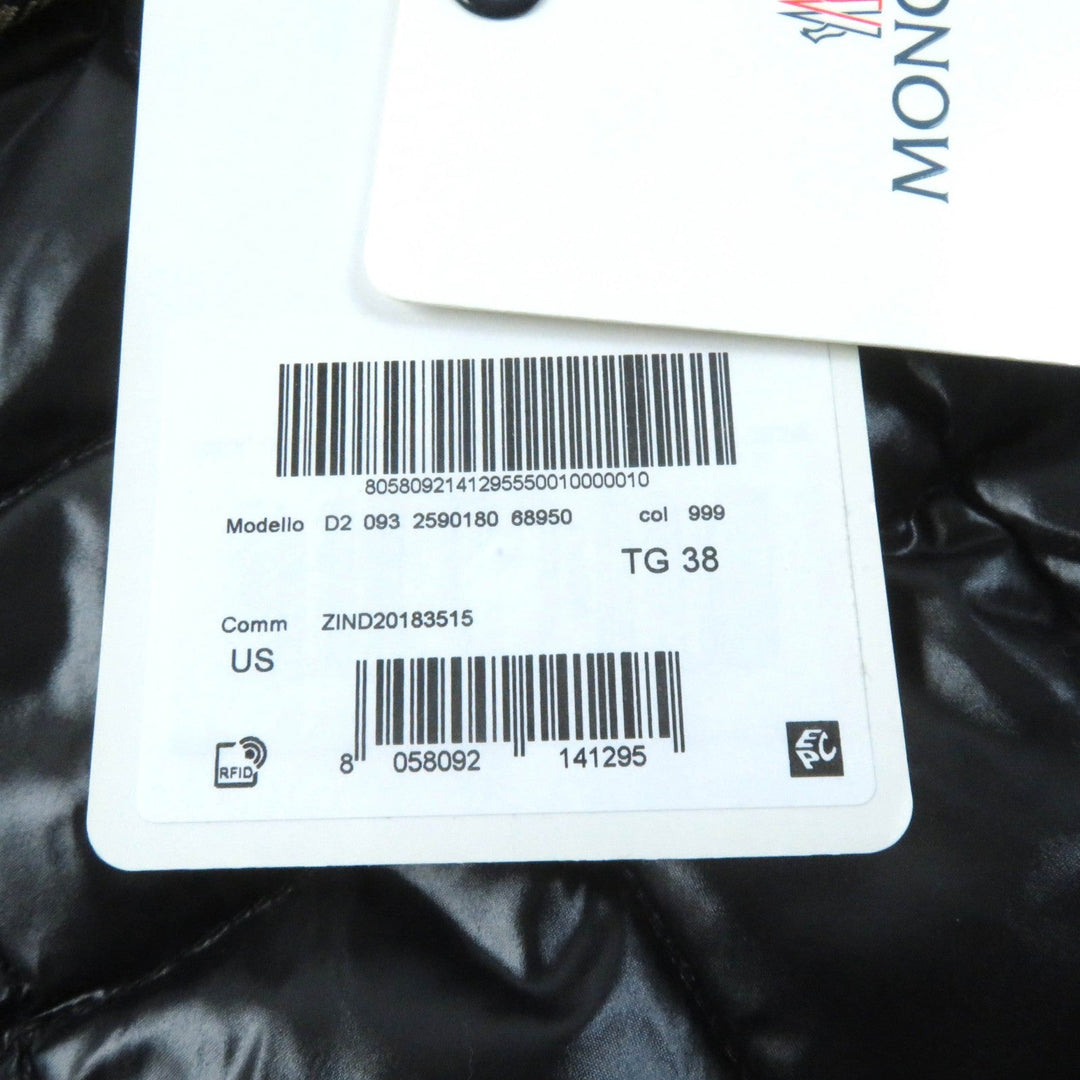 MONC
8058092141295550010000010
Modello D2 093 2590180 68950 col 999
TG 38
Comm ZIND20183515
US
RFID
8 058092 141295
EPC